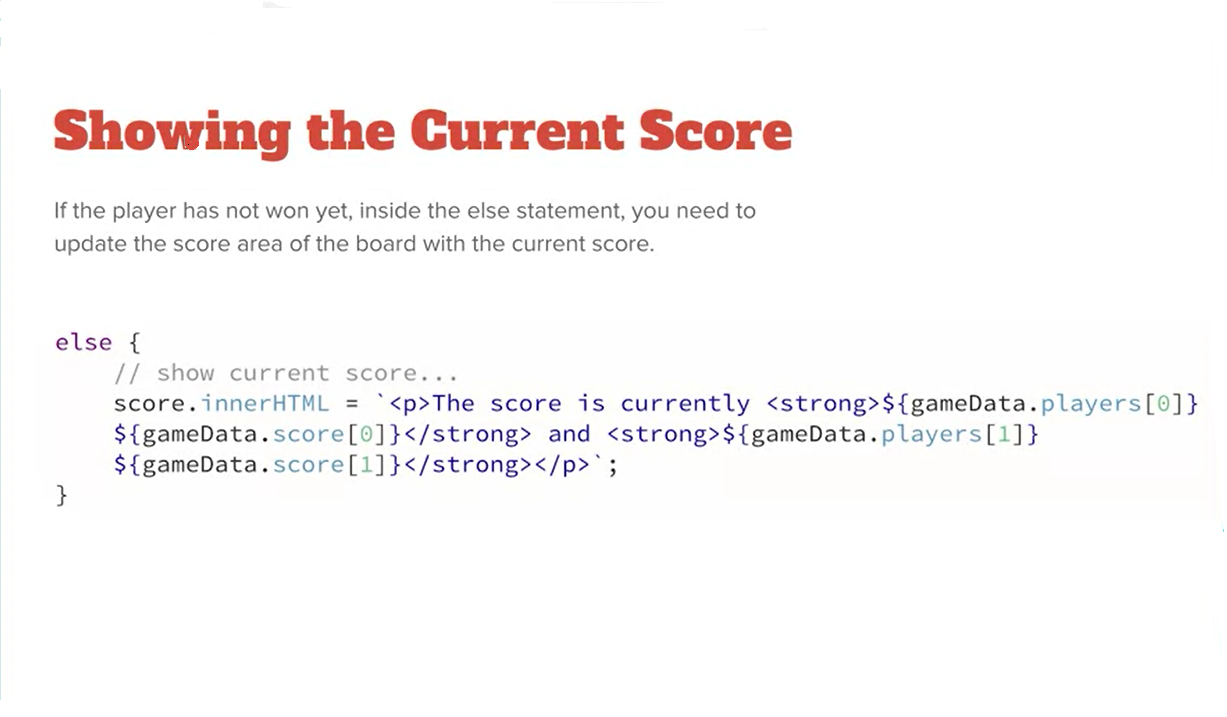 Showing the Current Score
If the player has not won yet, inside the else statement, you need to
update the score area of the board with the current score.
else {
    // show current score...
    score.innerHTML = `<p>The score is currently <strong>${gameData.players[0]}
    ${gameData.score[0]}</strong> and <strong>${gameData.players[1]}
    ${gameData.score[1]}</strong></p>`;
}